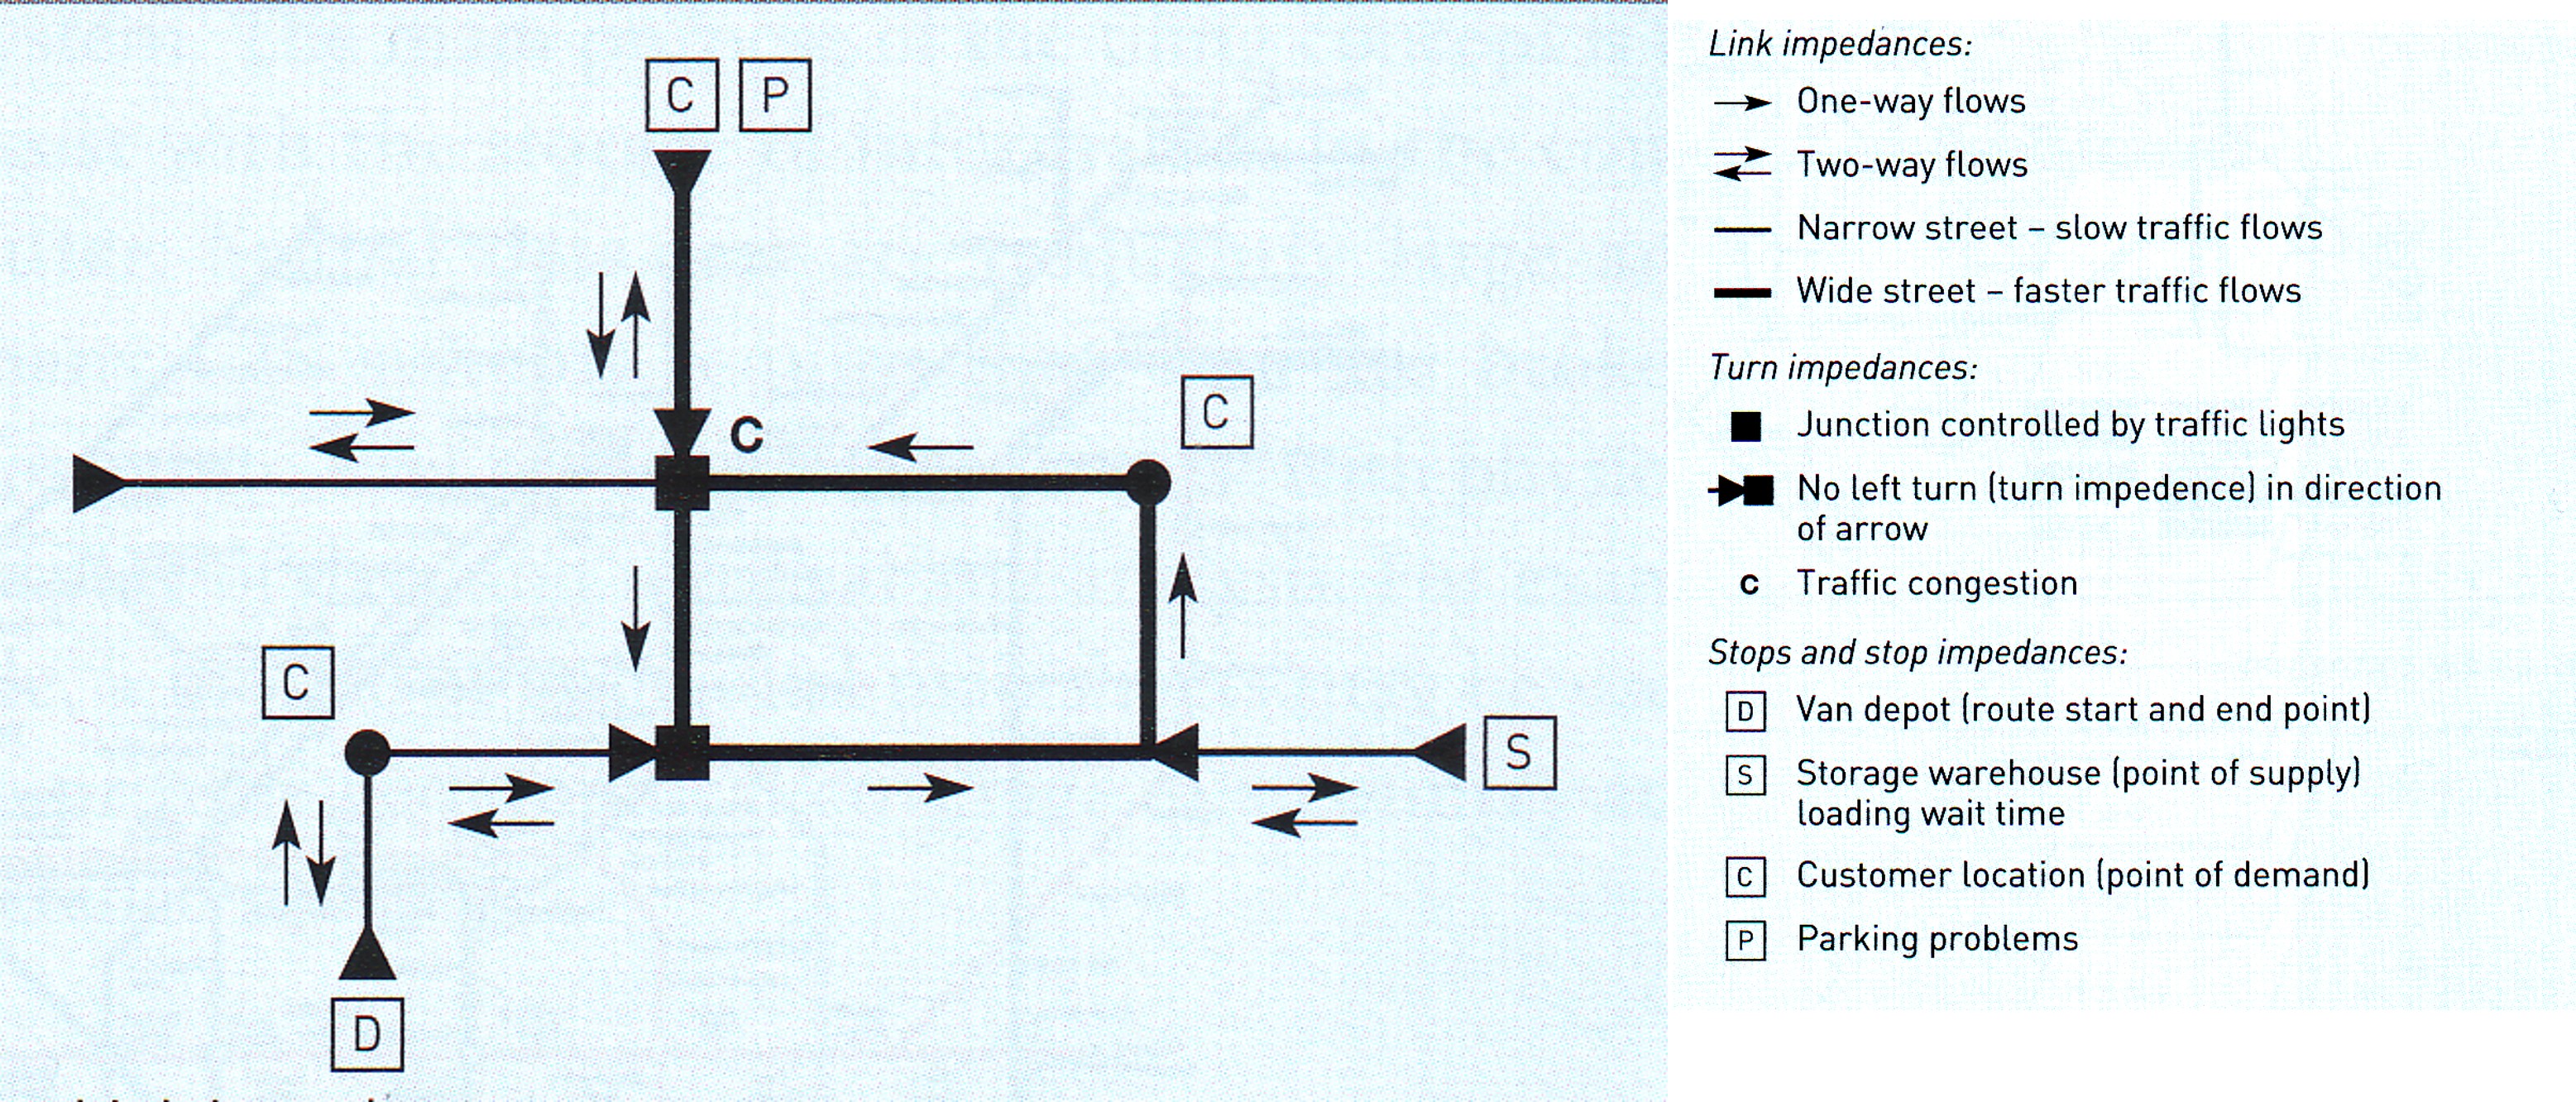 C P
C
C
C
S
D
Link impedances:
One-way flows
Two-way flows
Narrow street – slow traffic flows
Wide street – faster traffic flows
Turn impedances:
Junction controlled by traffic lights
No left turn (turn impedence) in direction
of arrow
C Traffic congestion
Stops and stop impedances:
D Van depot (route start and end point)
S Storage warehouse (point of supply)
loading wait time
C Customer location (point of demand)
P Parking problems